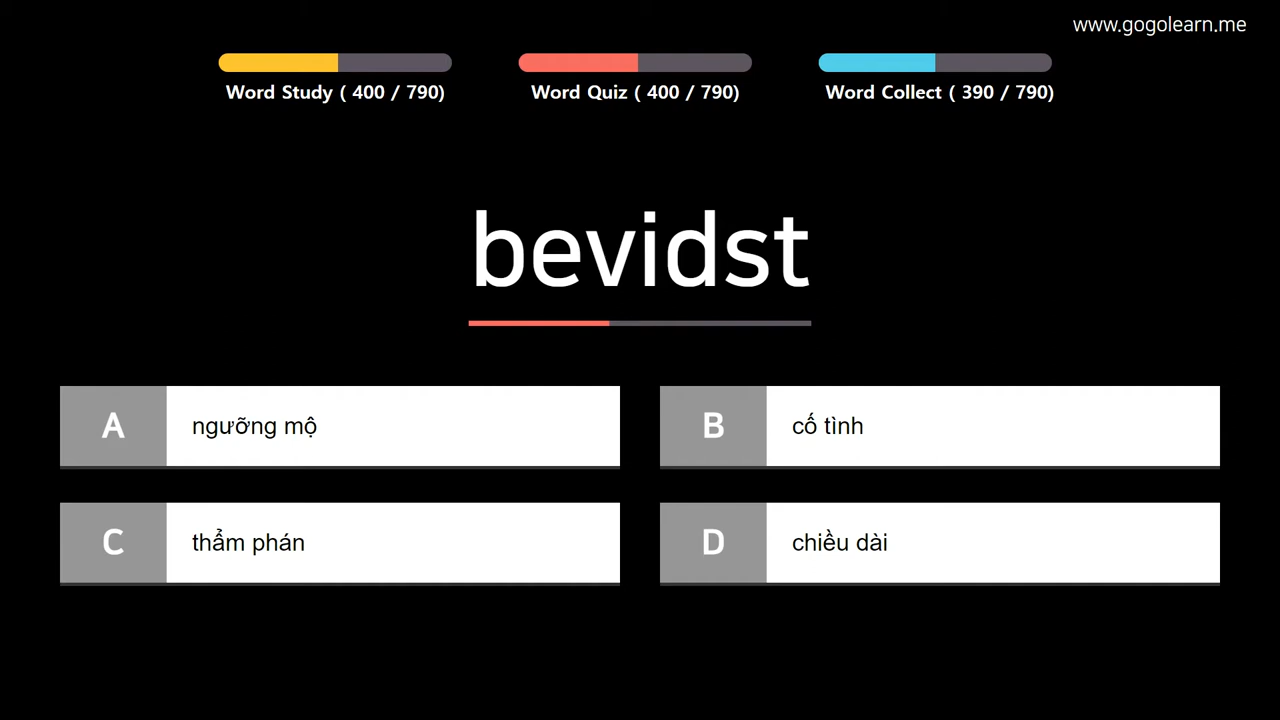 www.gogolearn.me
Word Study ( 400 / 790)
Word Quiz ( 400 / 790)
Word Collect ( 390 / 790)
bevidst
A ngưỡng mộ
B cố tình
C thẩm phán
D chiều dài